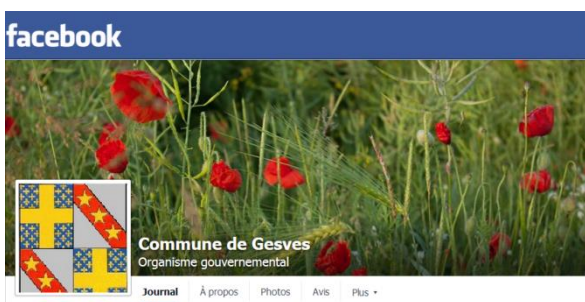 facebook
Commune de Gesves
Organisme gouvernemental
Journal À propos Photos Avis Plus